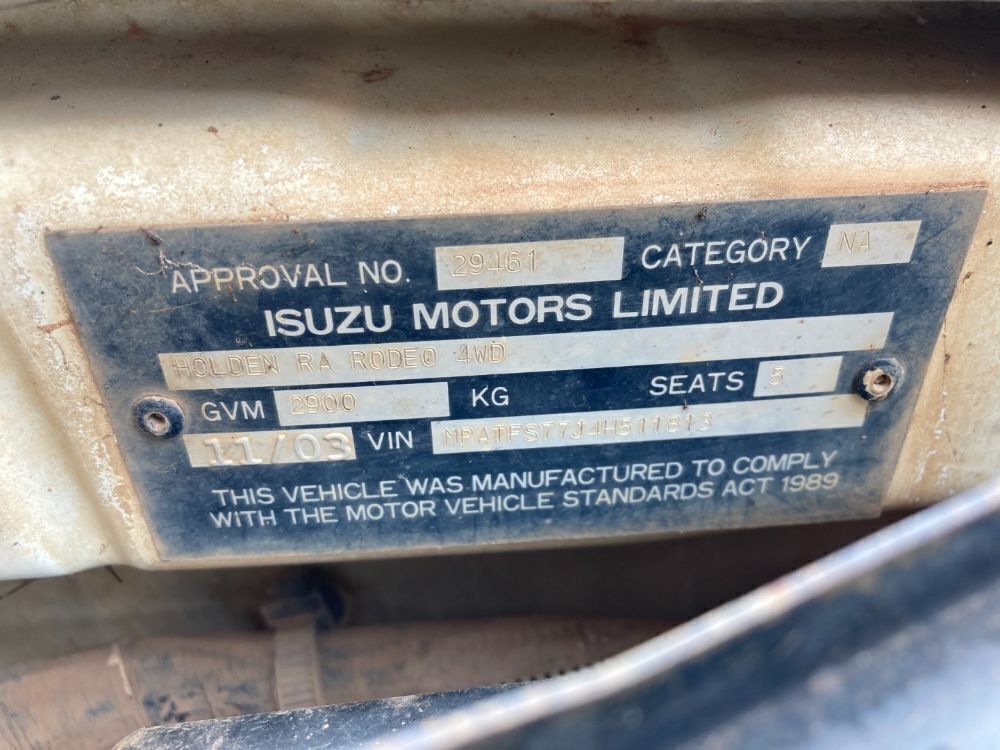 APPROVAL NO. 29461 CATEGORY NA
ISUZU MOTORS LIMITED
HOLDEN RA RODEO 4WD
GVM 2900 KG SEATS 5
11/03 VIN MPATFS77J4H511813
THIS VEHICLE WAS MANUFACTURED TO COMPLY
WITH THE MOTOR VEHICLE STANDARDS ACT 1989